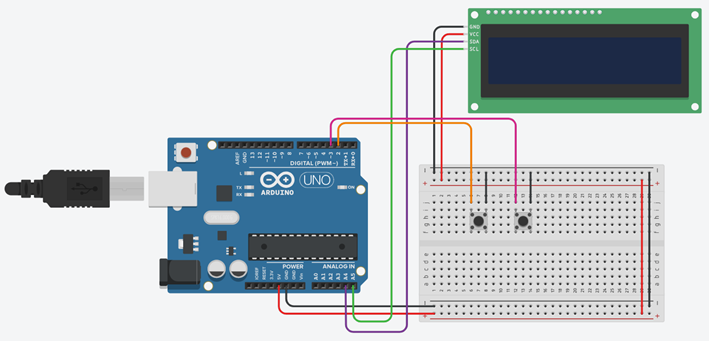 GND
VCC
SDA
SCL
AREF
GND
13
12
~11
~10
~9
8
7
~6
~5
4
~3
2
TX→1
RX←0
DIGITAL (PWM~)
L
TX
RX
UNO
ON
ARDUINO
POWER
ANALOG IN
IOREF
RESET
3.3V
5V
GND
GND
Vin
A0
A1
A2
A3
A4
A5
j
i
h
g
f
e
d
c
b
a